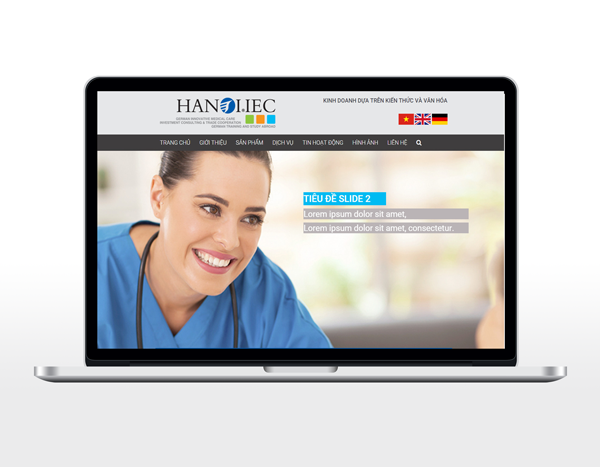 HANOI.IEC
KINH DOANH DỰA TRÊN KIẾN THỨC VÀ VĂN HÓA
GERMAN INNOVATIVE MEDICAL CARE
INVESTMENT CONSULTING & TRADE COOPERATION
GERMAN TRAINING AND STUDY ABROAD
TRANG CHỦ GIỚI THIỆU SẢN PHẨM DỊCH VỤ TIN HOẠT ĐỘNG HÌNH ẢNH LIÊN HỆ
TIÊU ĐỀ SLIDE 2
Lorem ipsum dolor sit amet,
Lorem ipsum dolor sit amet, consectetur.